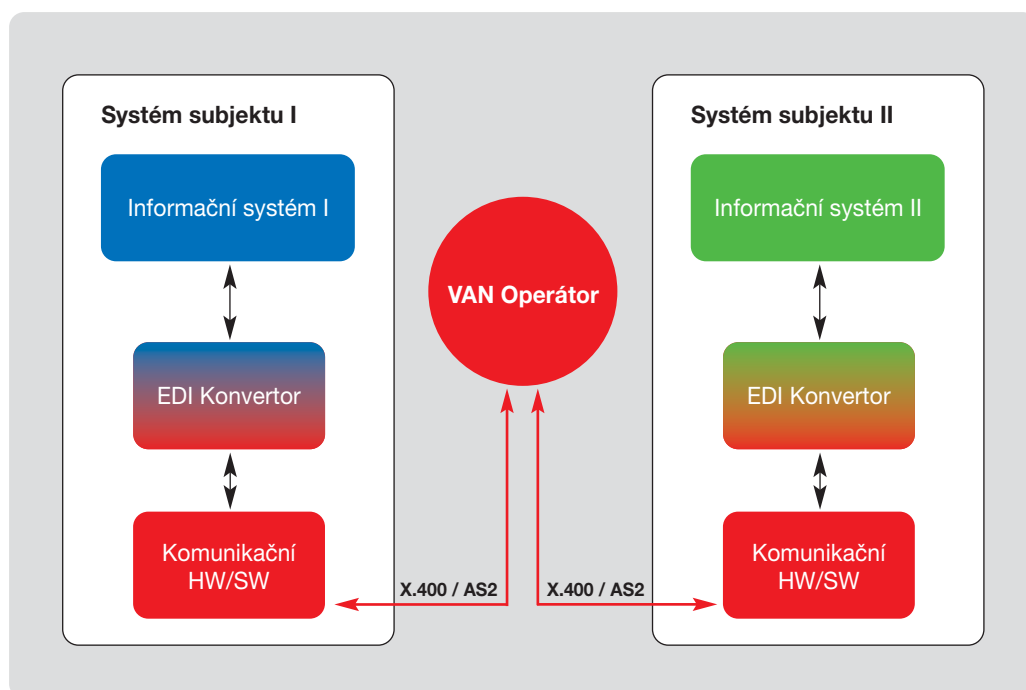 Systém subjektu I
Informační systém I
EDI Konvertor
Komunikační
HW/SW
VAN Operátor
X.400 / AS2
X.400 / AS2
Systém subjektu II
Informační systém II
EDI Konvertor
Komunikační
HW/SW